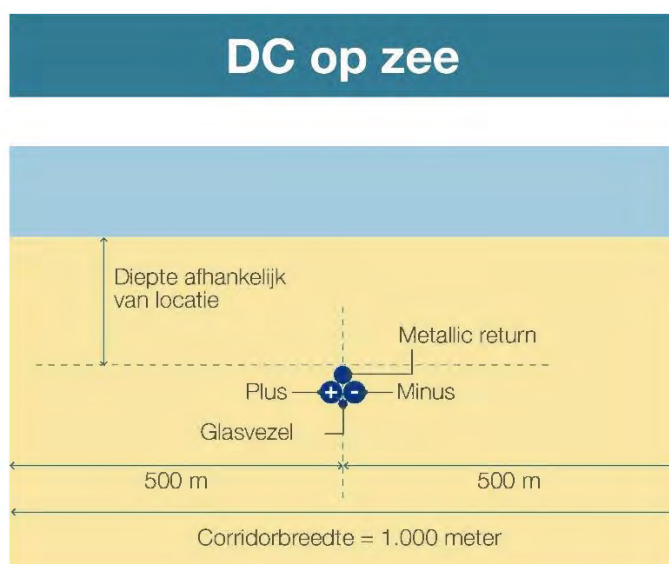 DC op zee
Diepte afhankelijk
van locatie
Metallic return
Plus
+
-
Minus
Glasvezel
500 m
500 m
Corridorbreedte = 1.000 meter